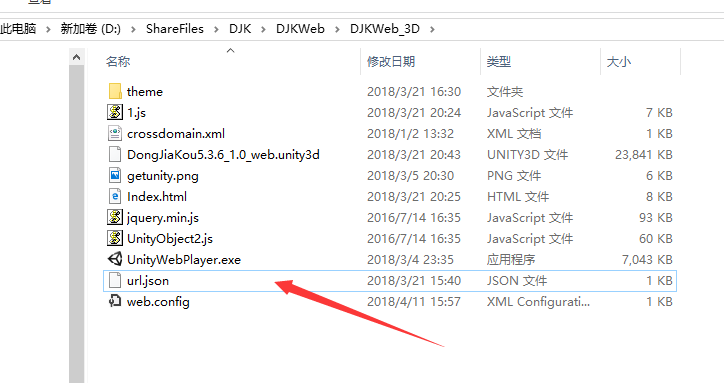 查看
此电脑 > 新加卷 (D:) > ShareFiles > DJK > DJKWeb > DJKWeb_3D >
名称 修改日期 类型 大小
theme 2018/3/21 16:30 文件夹
1.js 2018/3/21 20:24 JavaScript 文件 7 KB
crossdomain.xml 2018/1/2 13:32 XML 文档 1 KB
DongJiaKou5.3.6_1.0_web.unity3d 2018/3/21 20:43 UNITY3D 文件 23,841 KB
getunity.png 2018/3/5 20:30 PNG 文件 6 KB
Index.html 2018/3/21 20:25 HTML 文件 8 KB
jquery.min.js 2016/7/14 16:35 JavaScript 文件 93 KB
UnityObject2.js 2016/7/14 16:35 JavaScript 文件 60 KB
UnityWebPlayer.exe 2018/3/4 23:35 应用程序 7,043 KB
url.json 2018/3/21 15:40 JSON 文件 1 KB
web.config 2018/4/11 15:57 XML Configurati... 1 KB